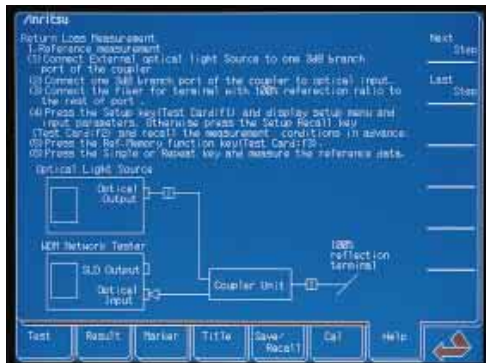 Anritsu
Return Loss Measurement
1.Reference measurement
(1)Connect External optical light Source to one 3dB branch
port of the coupler
(2)Connect one 3dB branch port of the coupler to optical input.
(3)Connect the fiber for terminal with 100% referection ratio to
the rest or port .
(4)Press the Setup key(Test Card:f1) and display setup menu and
input parameters. Otherwise press the Setup Recall key
(Test Card:f2) and recall the measurement conditions in advance.
(5)Press the Ref-Memory function key(Test Card:f3).
(6)Press the Single or Repeat key and measure the reference data.
Next
Step
Last
Step
Optical Light Source
Optical
Output
WDM Network Tester
SLD Output
Optical
Input
Coupler Unit
100%
reflection
terminal
Test
Result
Marker
Title
Save/
Recall
Cal
Help